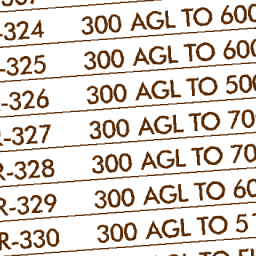 -324 300 AGL TO 600
-325 300 AGL TO 600
-326 300 AGL TO 500
R-327 300 AGL TO 70
R-328 300 AGL TO 70
R-329 300 AGL TO 60
R-330 300 AGL TO 51